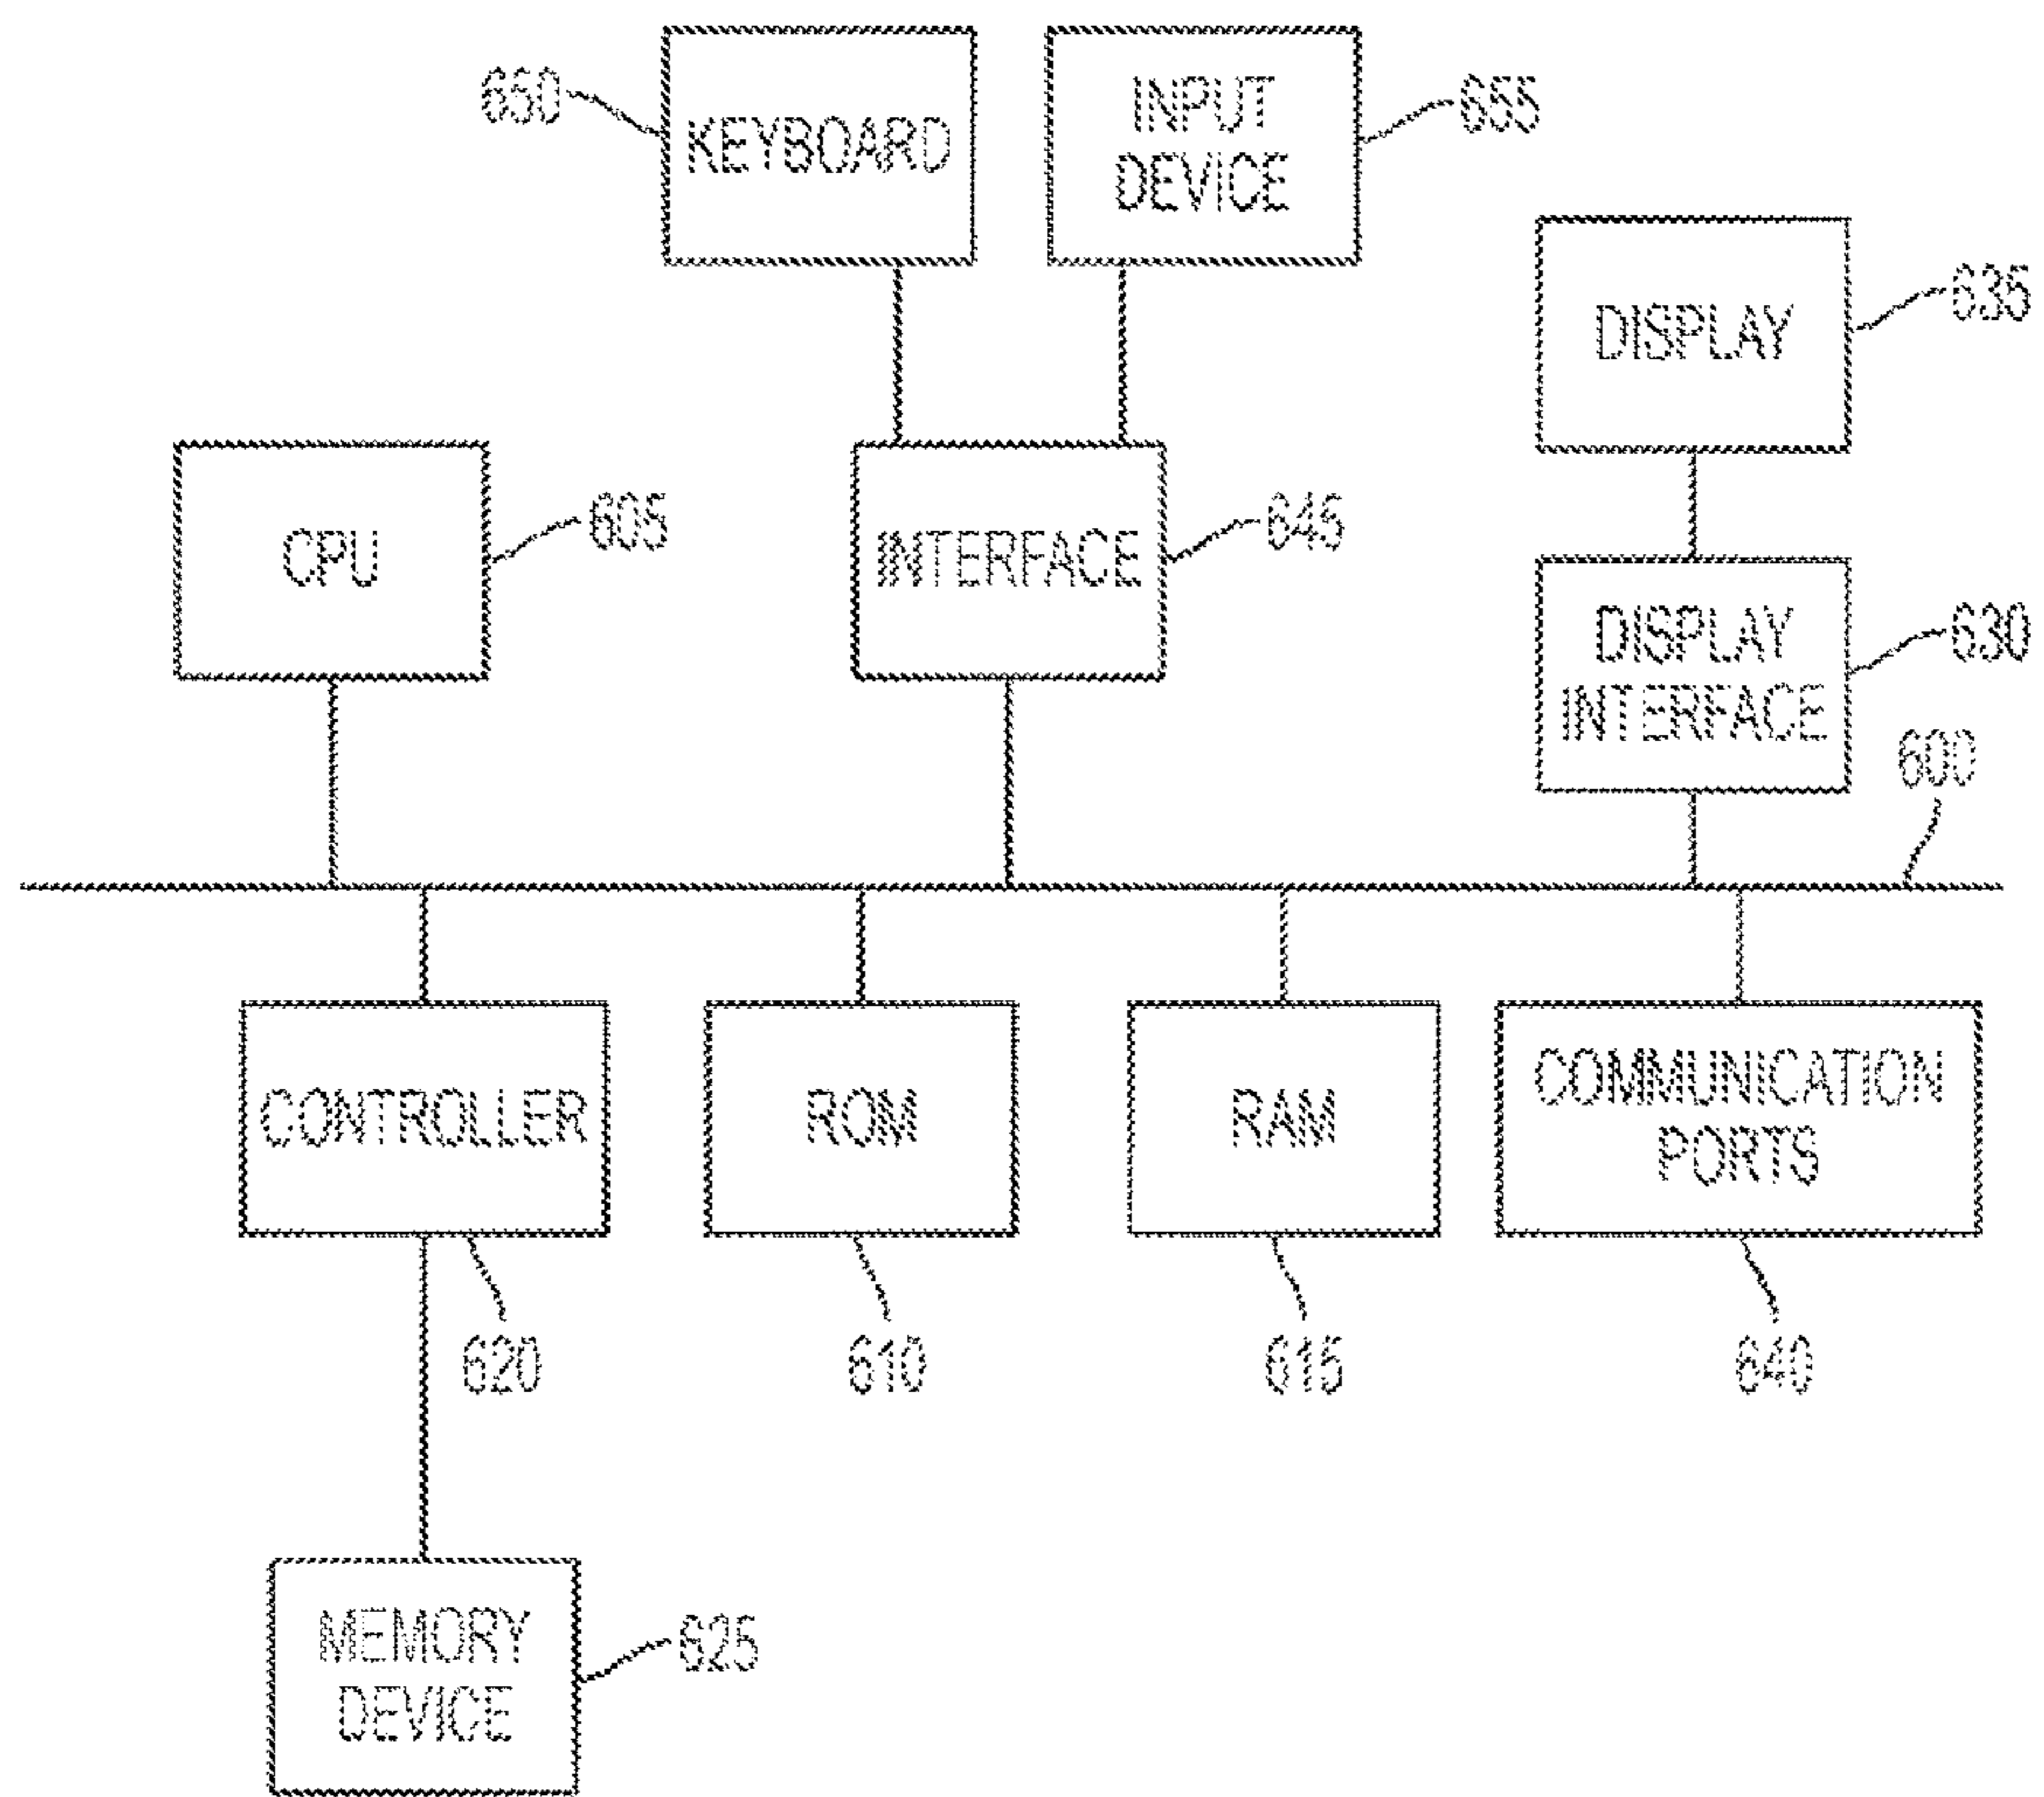 650
KEYBOARD
INPUT
DEVICE
655
DISPLAY
635
CPU
605
INTERFACE
645
DISPLAY
INTERFACE
630
600
CONTROLLER
ROM
RAM
COMMUNICATION
PORTS
620
610
615
640
MEMORY
DEVICE
625